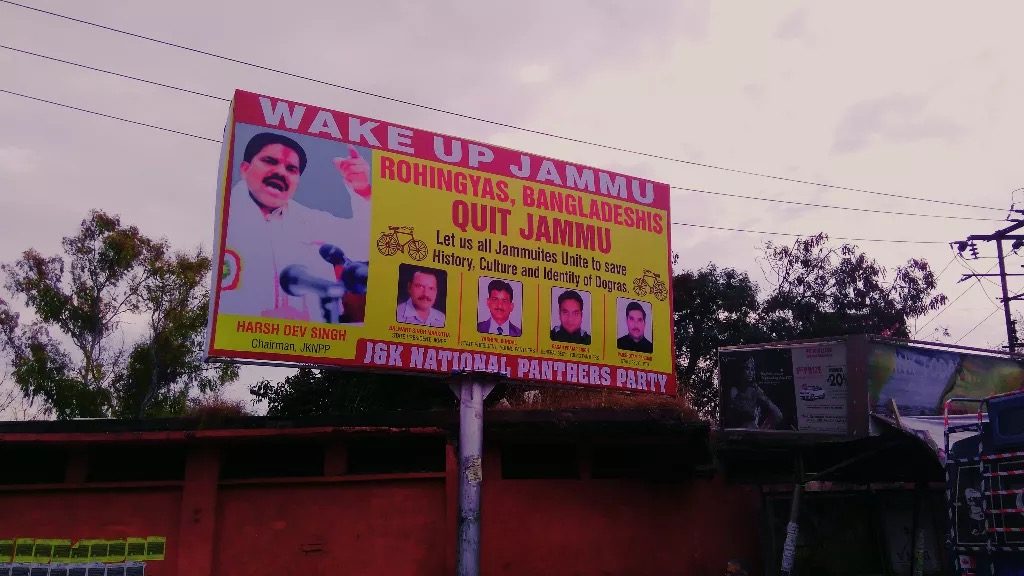 WAKE UP JAMMU
ROHINGYAS, BANGLADESHIS
QUIT JAMMU
Let us all Jammuites Unite to save
History, Culture and Identity of Dogras.
HARSH DEV SINGH
Chairman, JKNPP
J&K NATIONAL PANTHERS PARTY